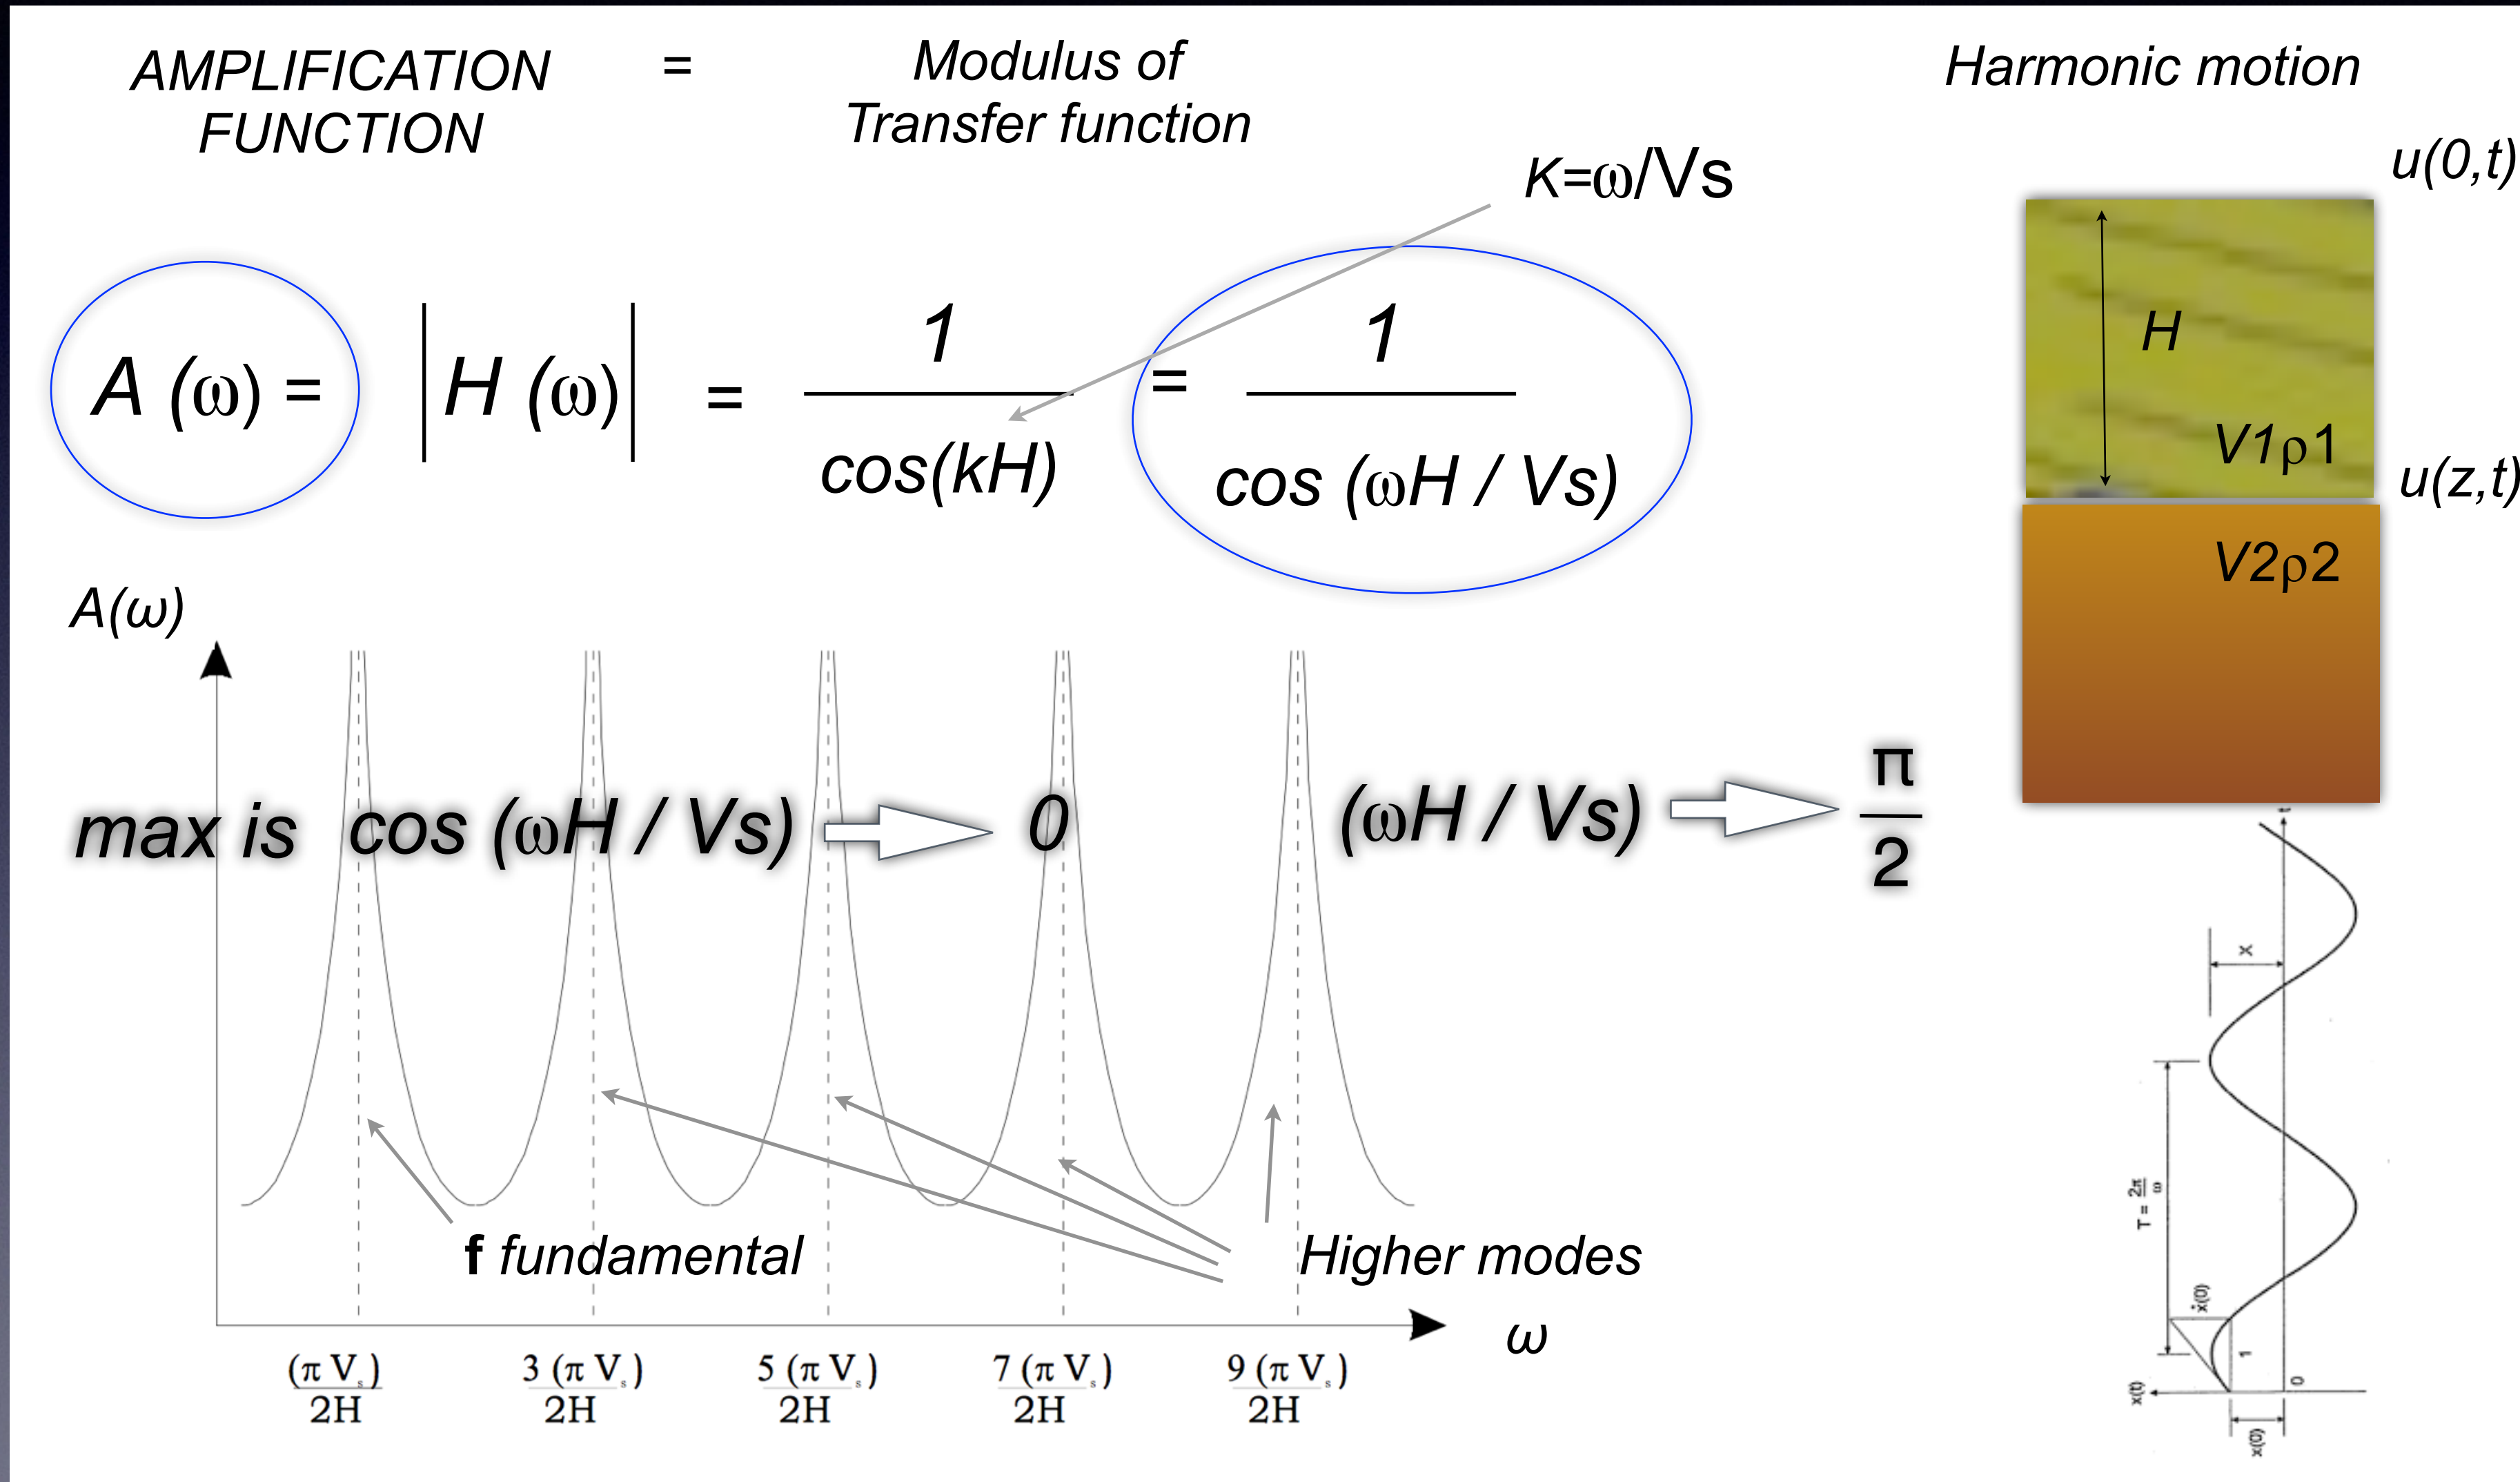 AMPLIFICATION
FUNCTION
=
Modulus of
Transfer function
Harmonic motion
K=ω/Vs
u(0,t)
A (ω) =
H (ω)
=
1
cos(kH)
=
1
cos (ωH / Vs)
H
V1ρ1
u(z,t)
V2ρ2
A(ω)
max is cos (ωH / Vs)
0
(ωH / Vs)
π
2
f fundamental
Higher modes
ω
(π Vs)
2H
3 (π Vs)
2H
5 (π Vs)
2H
7 (π Vs)
2H
9 (π Vs)
2H
t
x
T = 2π
ω
ẋ(0)
1
0
x(t)
x(0)